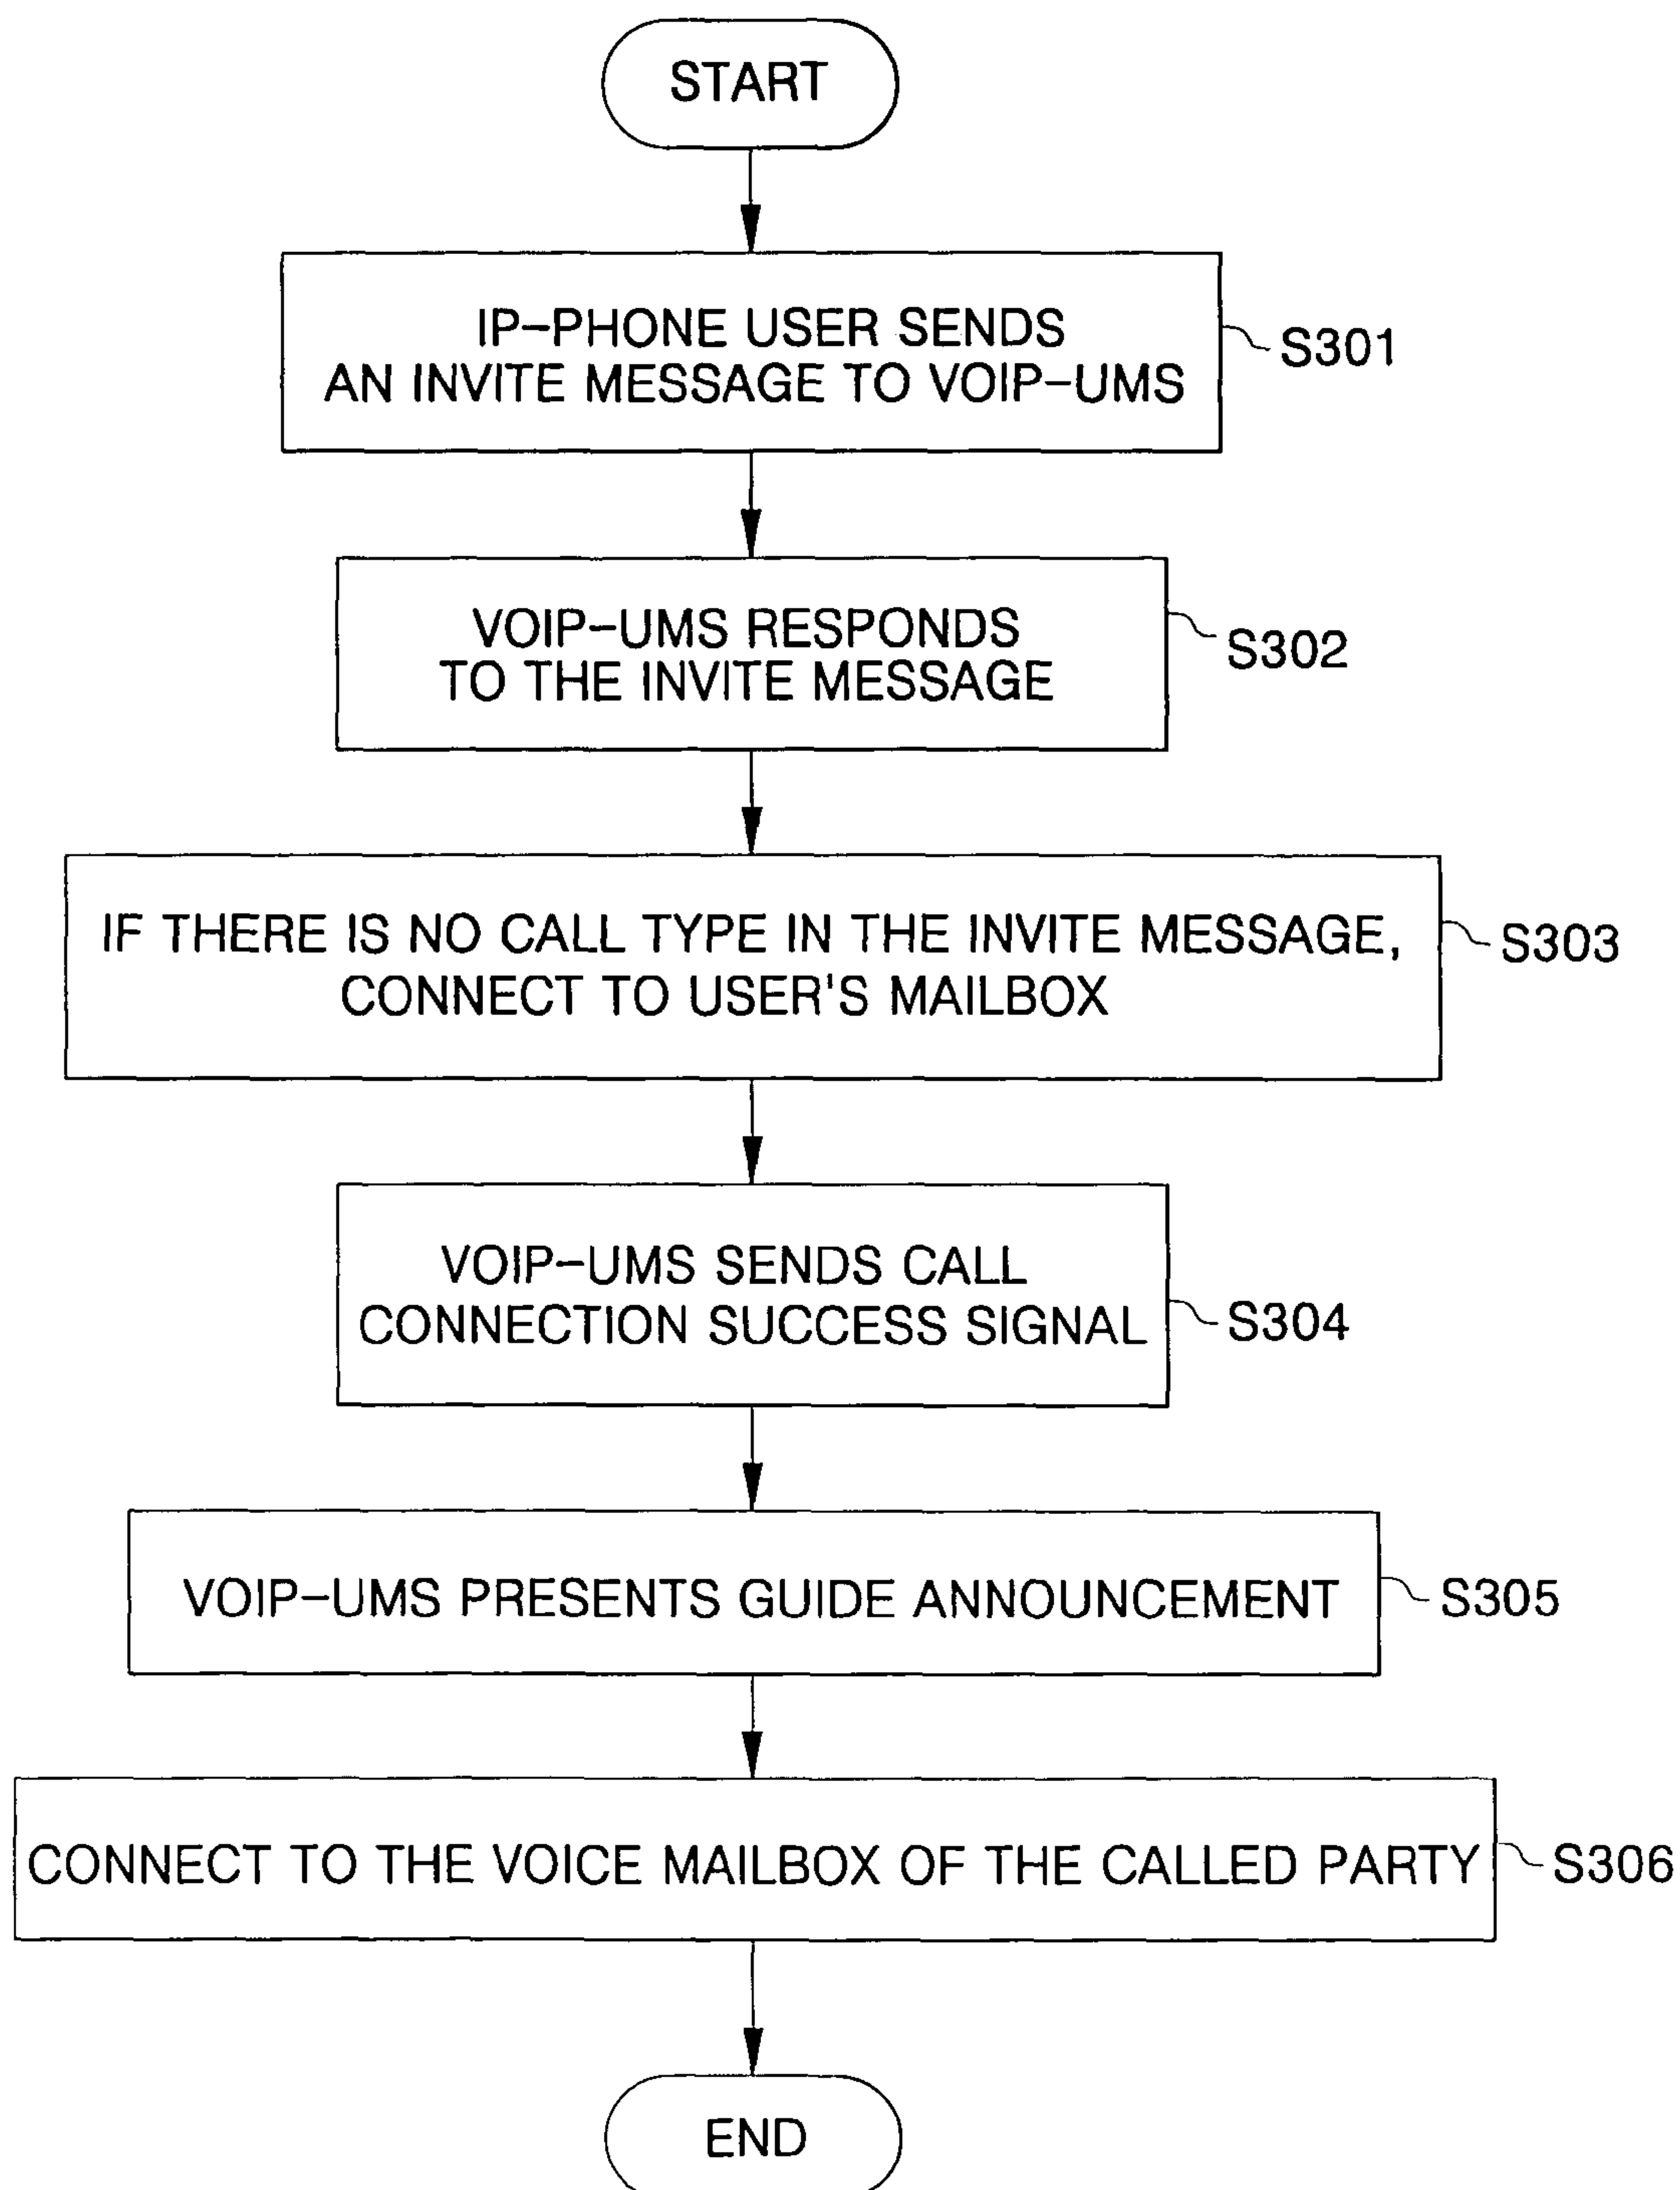 START
IP-PHONE USER SENDS
AN INVITE MESSAGE TO VOIP-UMS
S301
VOIP-UMS RESPONDS
TO THE INVITE MESSAGE
S302
IF THERE IS NO CALL TYPE IN THE INVITE MESSAGE,
CONNECT TO USER'S MAILBOX
S303
VOIP-UMS SENDS CALL
CONNECTION SUCCESS SIGNAL
S304
VOIP-UMS PRESENTS GUIDE ANNOUNCEMENT
S305
CONNECT TO THE VOICE MAILBOX OF THE CALLED PARTY
S306
END